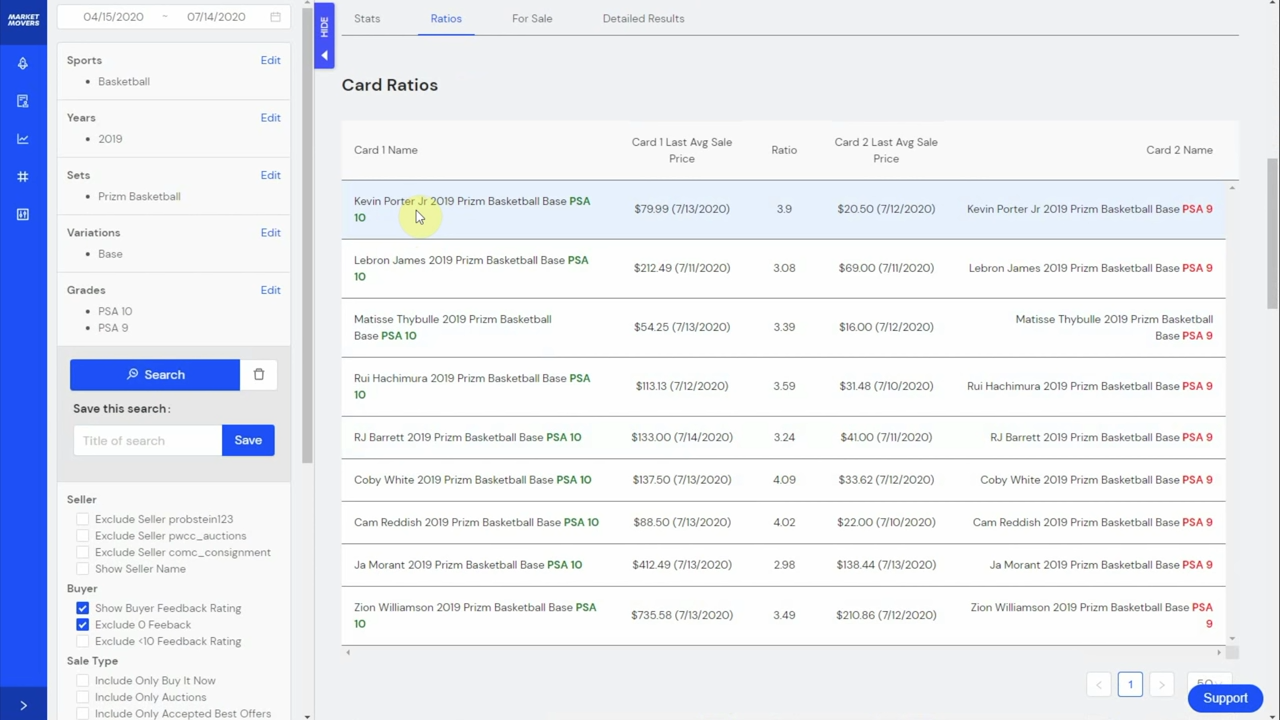 MARKET
MOVERS
04/15/2020 ~ 07/14/2020
Sports Edit
Basketball
Years Edit
2019
Sets Edit
Prizm Basketball
Variations Edit
Base
Grades Edit
PSA 10
PSA 9
Search
Save this search:
Title of search Save
Seller
Exclude Seller probstein123
Exclude Seller pwcc_auctions
Exclude Seller comc_consignment
Show Seller Name
Buyer
Show Buyer Feedback Rating
Exclude 0 Feeback
Exclude <10 Feedback Rating
Sale Type
Include Only Buy It Now
Include Only Auctions
Include Only Accepted Best Offers
HIDE
Stats Ratios For Sale Detailed Results
Card Ratios
Card 1 Name Card 1 Last Avg Sale Price Ratio Card 2 Last Avg Sale Price Card 2 Name
Kevin Porter Jr 2019 Prizm Basketball Base PSA 10 $79.99 (7/13/2020) 3.9 $20.50 (7/12/2020) Kevin Porter Jr 2019 Prizm Basketball Base PSA 9
Lebron James 2019 Prizm Basketball Base PSA 10 $212.49 (7/11/2020) 3.08 $69.00 (7/11/2020) Lebron James 2019 Prizm Basketball Base PSA 9
Matisse Thybulle 2019 Prizm Basketball Base PSA 10 $54.25 (7/13/2020) 3.39 $16.00 (7/12/2020) Matisse Thybulle 2019 Prizm Basketball Base PSA 9
Rui Hachimura 2019 Prizm Basketball Base PSA 10 $113.13 (7/12/2020) 3.59 $31.48 (7/10/2020) Rui Hachimura 2019 Prizm Basketball Base PSA 9
RJ Barrett 2019 Prizm Basketball Base PSA 10 $133.00 (7/14/2020) 3.24 $41.00 (7/11/2020) RJ Barrett 2019 Prizm Basketball Base PSA 9
Coby White 2019 Prizm Basketball Base PSA 10 $137.50 (7/13/2020) 4.09 $33.62 (7/12/2020) Coby White 2019 Prizm Basketball Base PSA 9
Cam Reddish 2019 Prizm Basketball Base PSA 10 $88.50 (7/13/2020) 4.02 $22.00 (7/10/2020) Cam Reddish 2019 Prizm Basketball Base PSA 9
Ja Morant 2019 Prizm Basketball Base PSA 10 $412.49 (7/13/2020) 2.98 $138.44 (7/13/2020) Ja Morant 2019 Prizm Basketball Base PSA 9
Zion Williamson 2019 Prizm Basketball Base PSA 10 $735.58 (7/13/2020) 3.49 $210.86 (7/12/2020) Zion Williamson 2019 Prizm Basketball Base PSA 9
< 1 > 50
Support